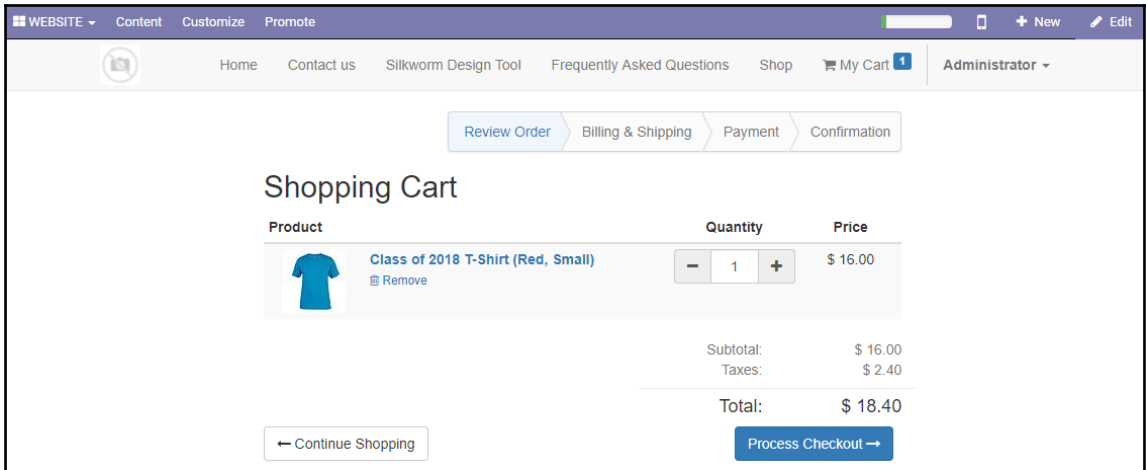 WEBSITE Content Customize Promote New Edit
Home Contact us Silkworm Design Tool Frequently Asked Questions Shop My Cart 1 Administrator
Review Order Billing & Shipping Payment Confirmation
Shopping Cart
Product Quantity Price
Class of 2018 T-Shirt (Red, Small) - 1 + $ 16.00
Remove
Subtotal: $ 16.00
Taxes: $ 2.40
Total: $ 18.40
← Continue Shopping Process Checkout →